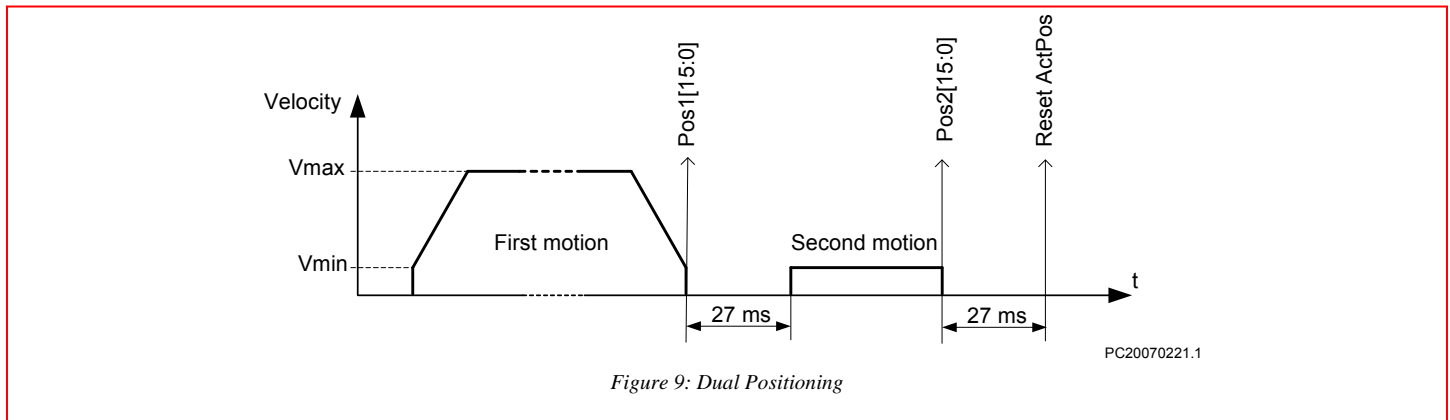 Pos1[15:0]
Pos2[15:0]
Reset ActPos
Velocity
Vmax
First motion
Second motion
Vmin
t
27 ms
27 ms
PC20070221.1
Figure 9: Dual Positioning